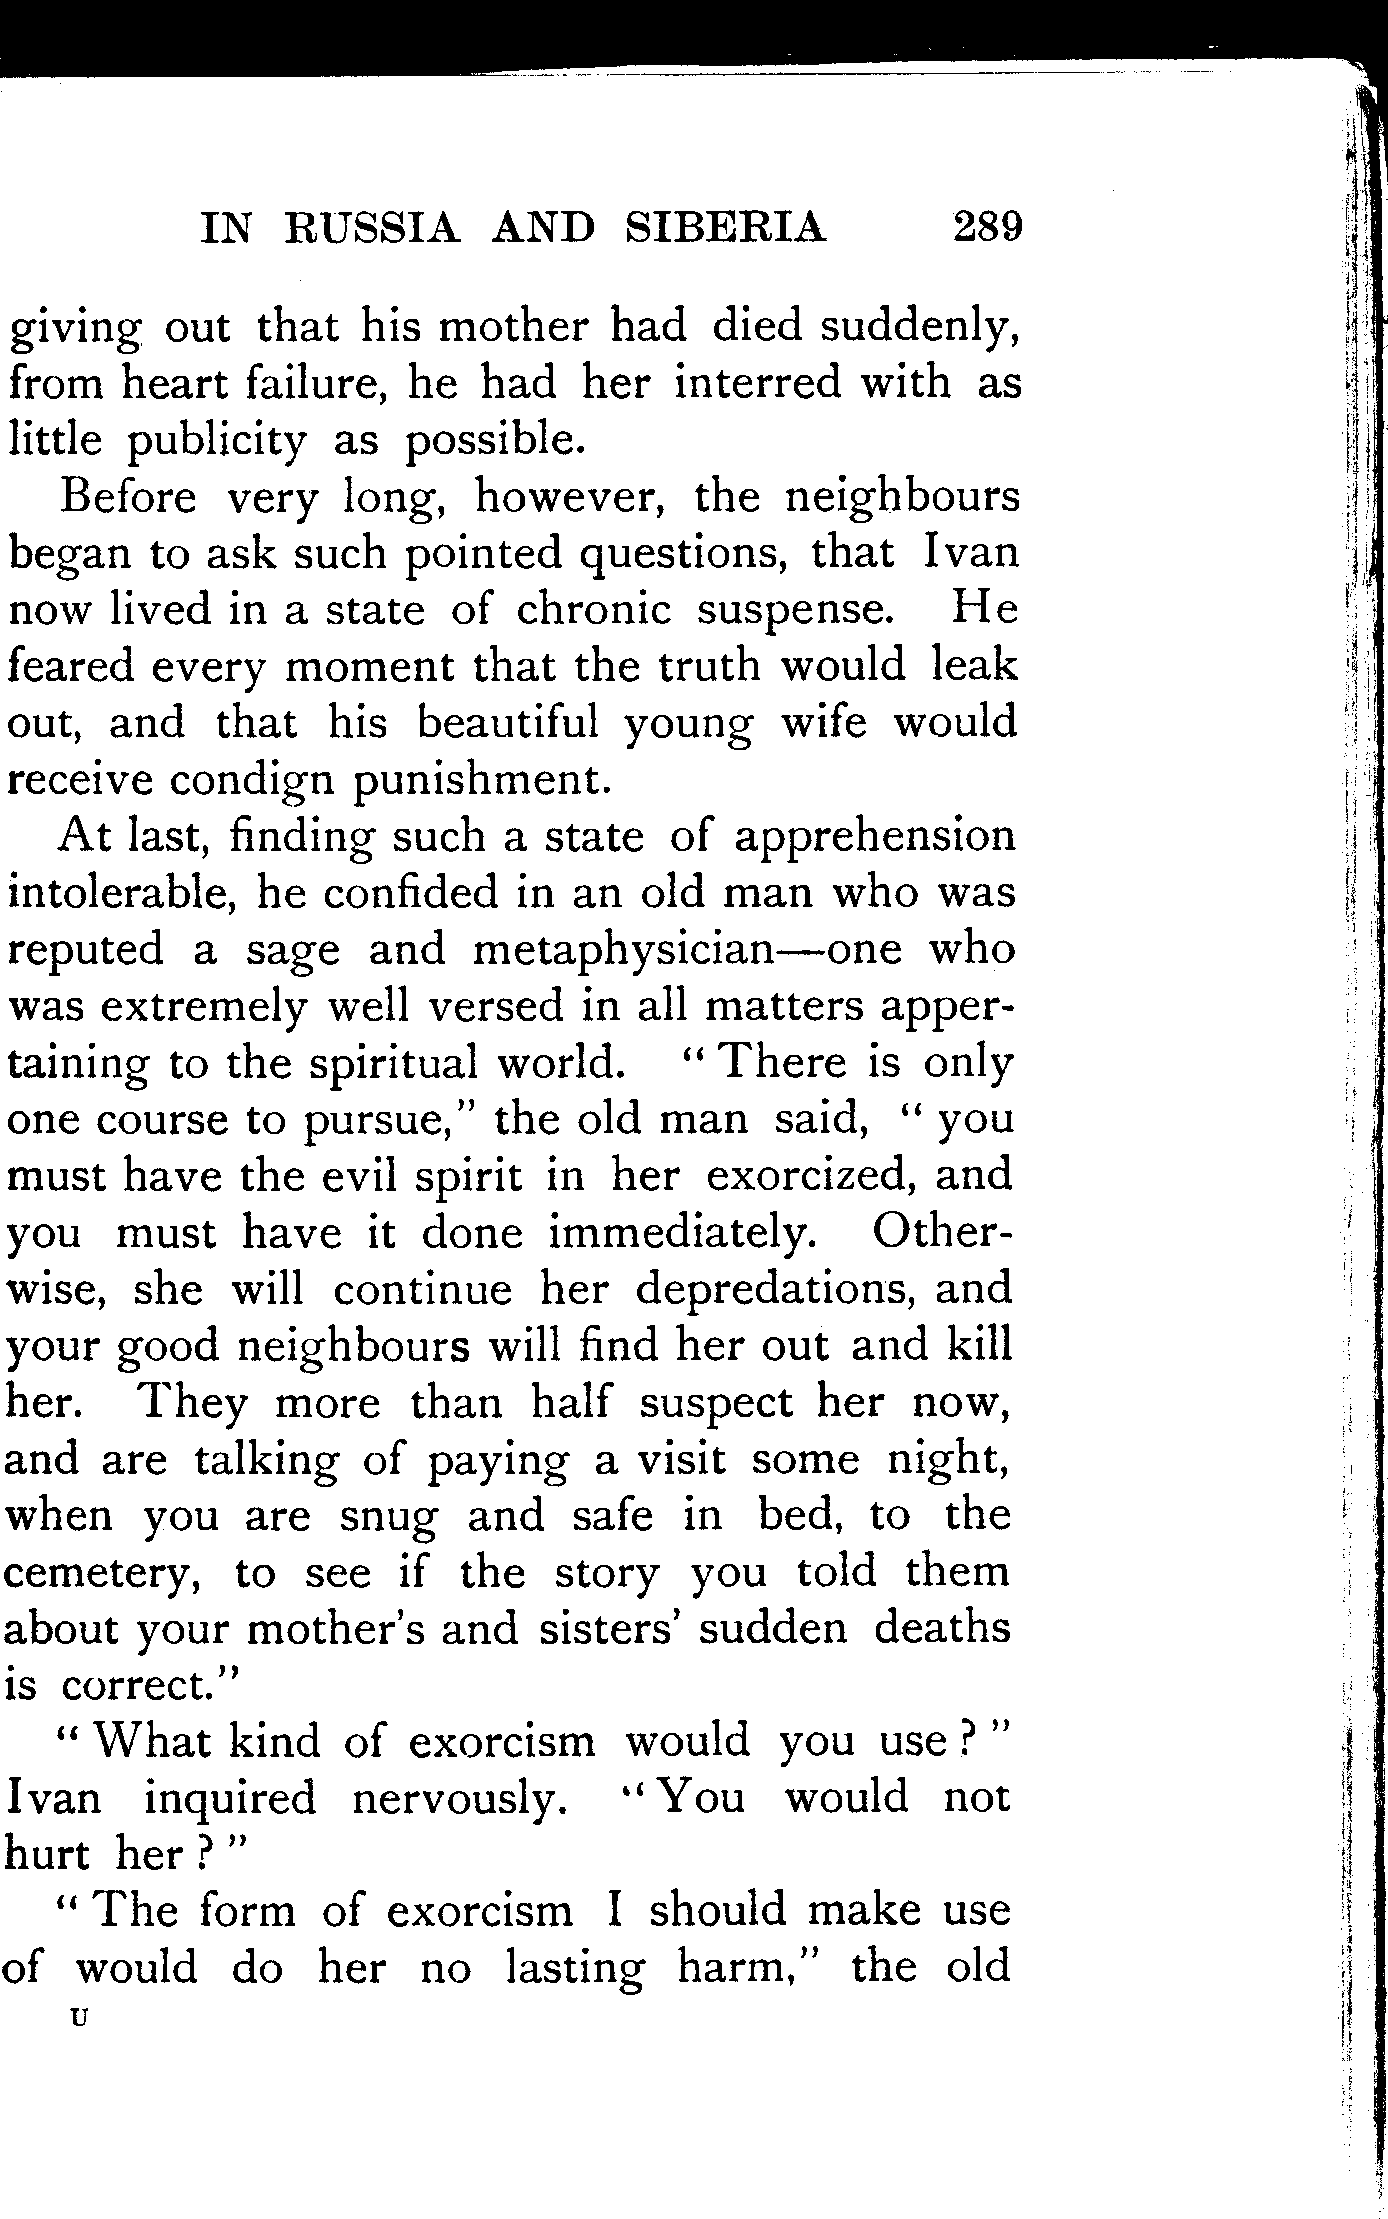 IN RUSSIA AND SIBERIA 289
giving out that his mother had died suddenly,
from heart failure, he had her interred with as
little publicity as possible.
Before very long, however, the neighbours
began to ask such pointed questions, that Ivan
now lived in a state of chronic suspense. He
feared every moment that the truth would leak
out, and that his beautiful young wife would
receive condign punishment.
At last, finding such a state of apprehension
intolerable, he confided in an old man who was
reputed a sage and metaphysician—one who
was extremely well versed in all matters apper-
taining to the spiritual world. “There is only
one course to pursue,” the old man said, “you
must have the evil spirit in her exorcized, and
you must have it done immediately. Other-
wise, she will continue her depredations, and
your good neighbours will find her out and kill
her. They more than half suspect her now,
and are talking of paying a visit some night,
when you are snug and safe in bed, to the
cemetery, to see if the story you told them
about your mother's and sisters' sudden deaths
is correct.”
“What kind of exorcism would you use?”
Ivan inquired nervously. “You would not
hurt her?”
“The form of exorcism I should make use
of would do her no lasting harm,” the old
U